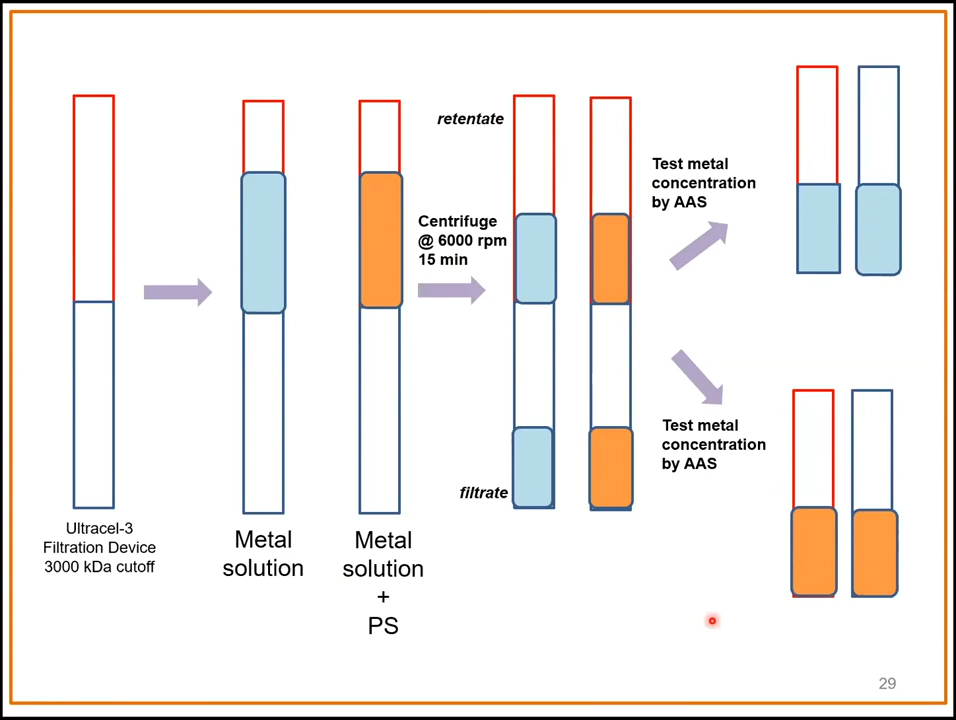 Ultracel-3
Filtration Device
3000 kDa cutoff
Metal
solution
Metal
solution
+
PS
Centrifuge
@ 6000 rpm
15 min
retentate
filtrate
Test metal
concentration
by AAS
Test metal
concentration
by AAS
29